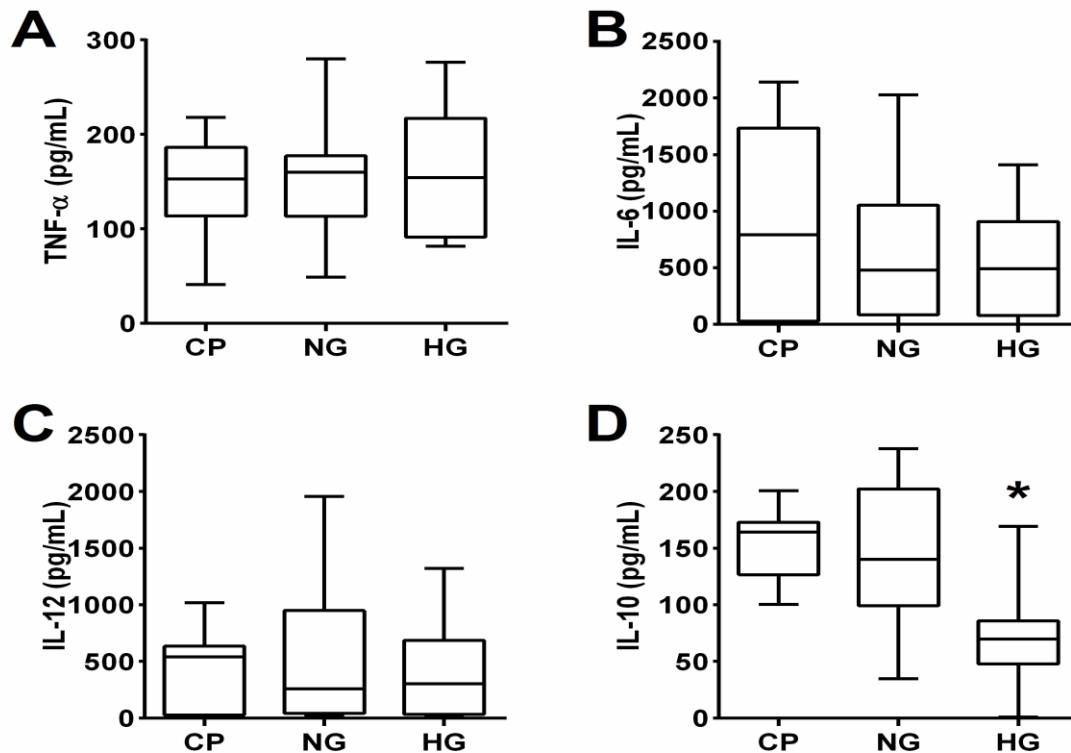 A
TNF-α (pg/mL)
300
200
100
0
CP NG HG
B
IL-6 (pg/mL)
2500
2000
1500
1000
500
0
CP NG HG
C
IL-12 (pg/mL)
2500
2000
1500
1000
500
0
CP NG HG
D
IL-10 (pg/mL)
250
200
150
100
50
0
*
CP NG HG